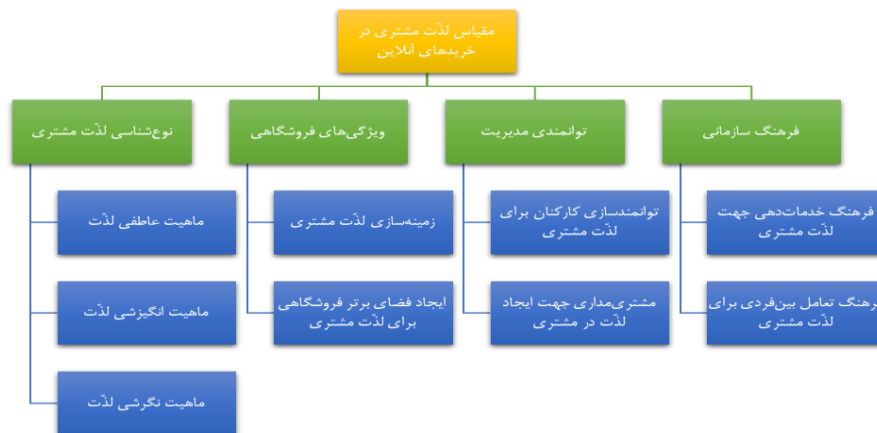 مقیاس لذّت مشتری در
خریدهای آنلاین
فرهنگ سازمانی
توانمندی مدیریت
ویژگی‌های فروشگاهی
نوع‌شناسی لذّت مشتری
فرهنگ خدمات‌دهی جهت
لذّت مشتری
فرهنگ تعامل بین‌فردی برای
لذّت مشتری
توانمندسازی کارکنان برای
لذّت مشتری
مشتری‌مداری جهت ایجاد
لذّت در مشتری
زمینه‌سازی لذّت مشتری
ایجاد فضای برتر فروشگاهی
برای لذّت مشتری
ماهیت عاطفی لذّت
ماهیت انگیزشی لذّت
ماهیت نگرشی لذّت